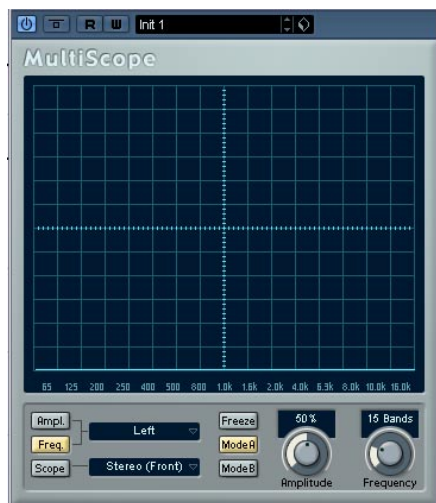 R W Init 1
MultiScope
65 125 200 250 400 500 800 1.0k 1.6k 2.0k 4.0k 6.3k 8.0k 10.0k 16.0k
Ampl. Left Freeze 50% 15 Bands
Freq. Mode A
Scope Stereo (Front) Mode B Amplitude Frequency